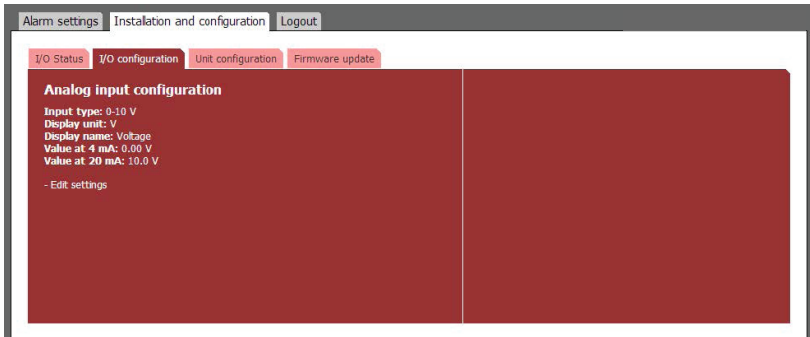 Alarm settings Installation and configuration Logout
I/O Status I/O configuration Unit configuration Firmware update
Analog input configuration
Input type: 0-10 V
Display unit: V
Display name: Voltage
Value at 4 mA: 0.00 V
Value at 20 mA: 10.0 V
- Edit settings